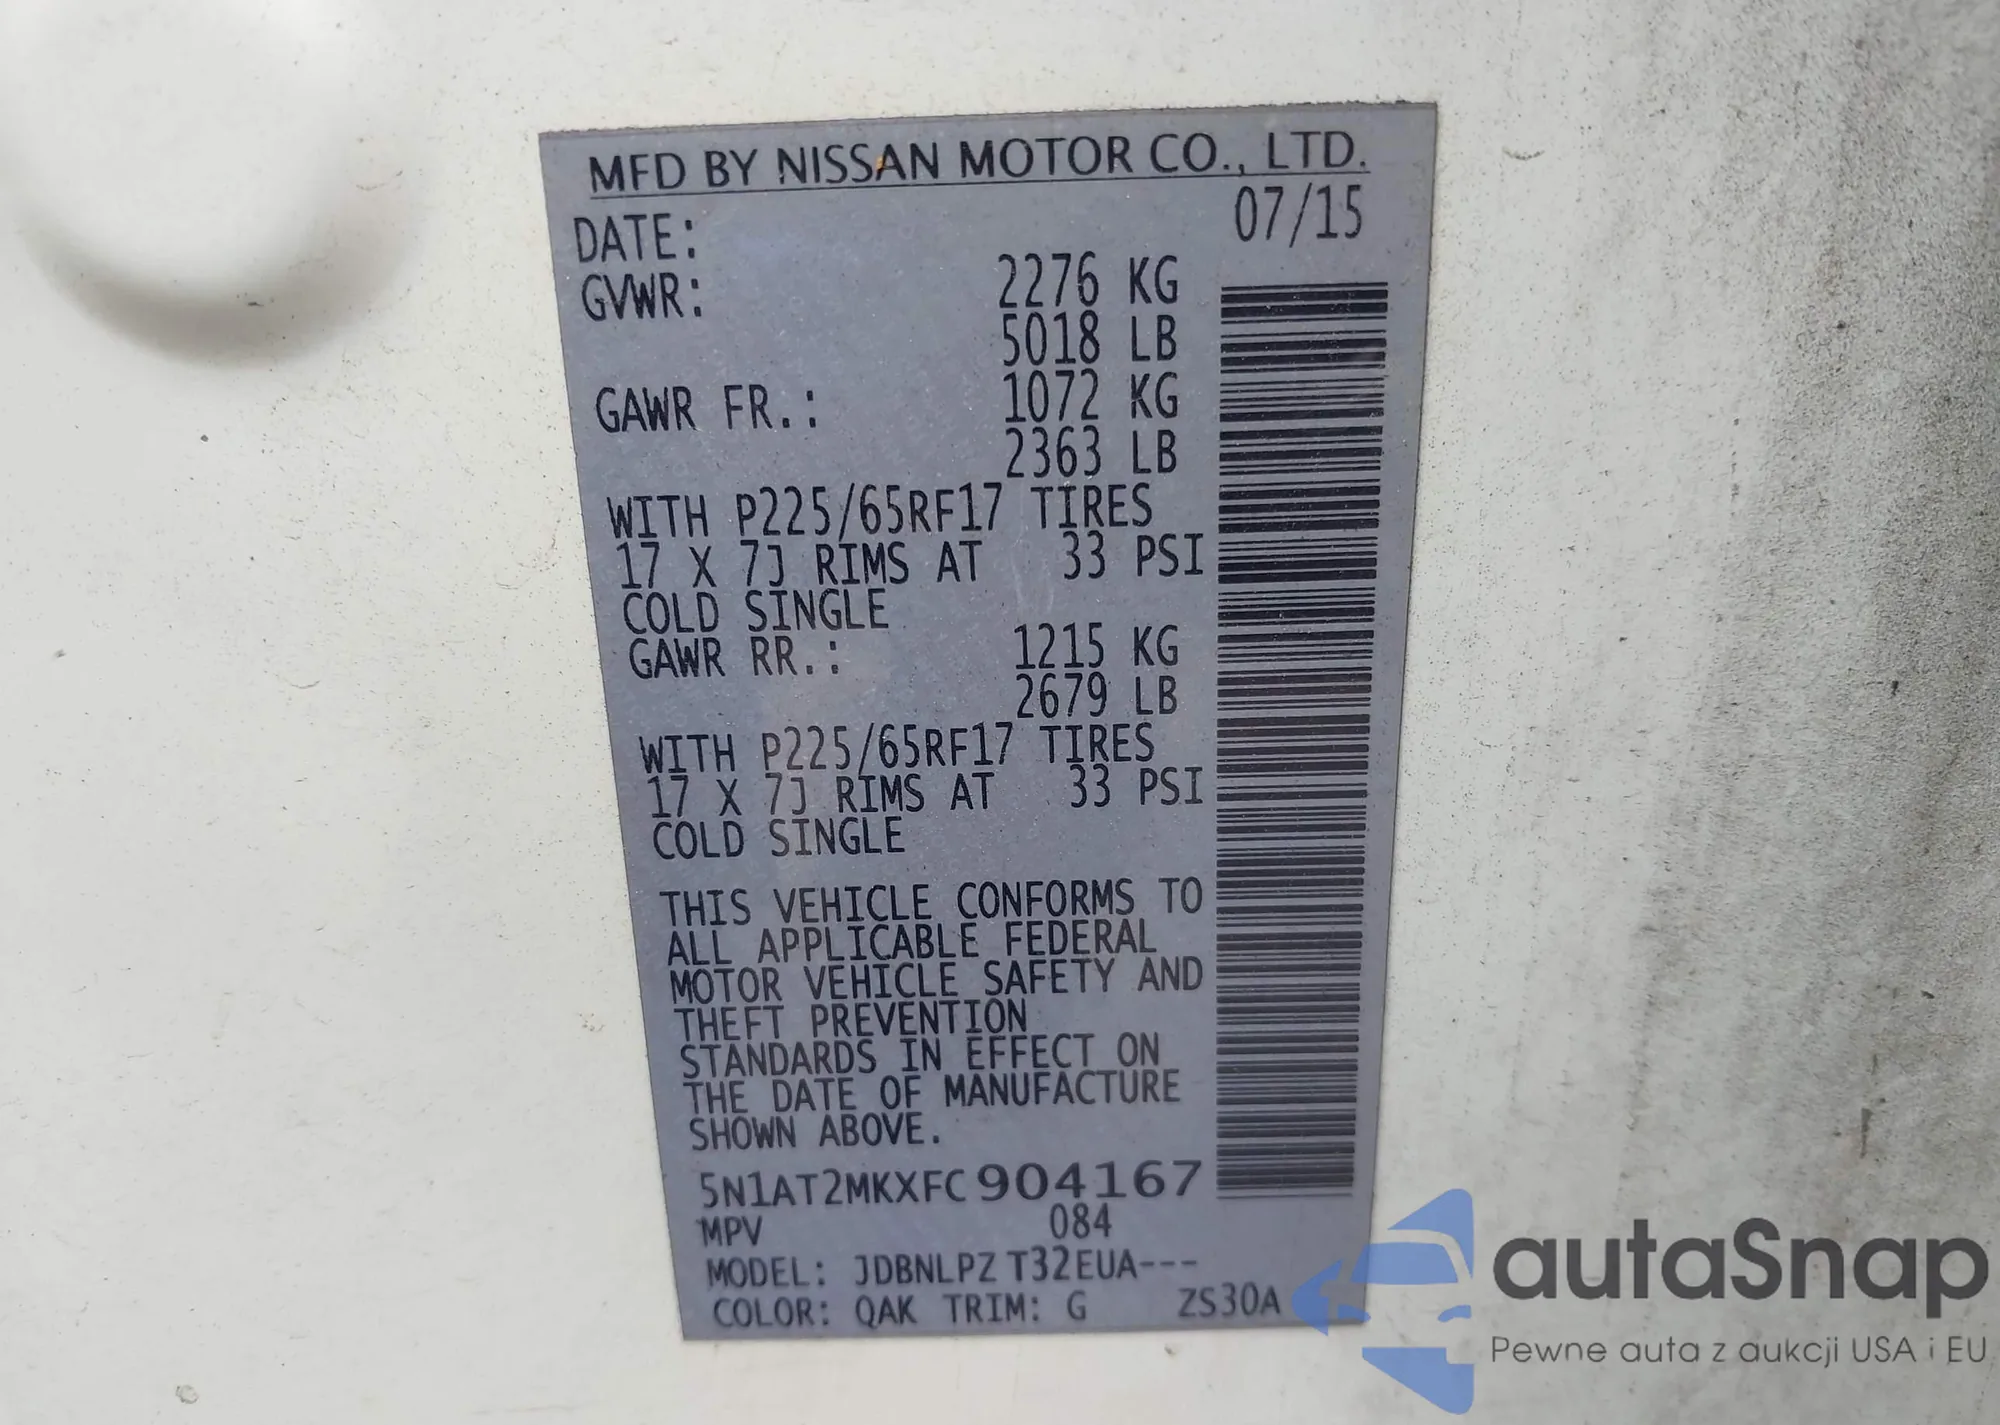 MFD BY NISSAN MOTOR CO., LTD.
DATE: 07/15
GVWR: 2276 KG
5018 LB
GAWR FR.: 1072 KG
2363 LB
WITH P225/65RF17 TIRES
17 X 7J RIMS AT 33 PSI
COLD SINGLE
GAWR RR.: 1215 KG
2679 LB
WITH P225/65RF17 TIRES
17 X 7J RIMS AT 33 PSI
COLD SINGLE
THIS VEHICLE CONFORMS TO
ALL APPLICABLE FEDERAL
MOTOR VEHICLE SAFETY AND
THEFT PREVENTION
STANDARDS IN EFFECT ON
THE DATE OF MANUFACTURE
SHOWN ABOVE.
5N1AT2MKXFC904167
MPV 084
MODEL: JDBNLPZ T32EUA---
COLOR: QAK TRIM: G ZS30A
autaSnap
Pewne auta z aukcji USA i EU